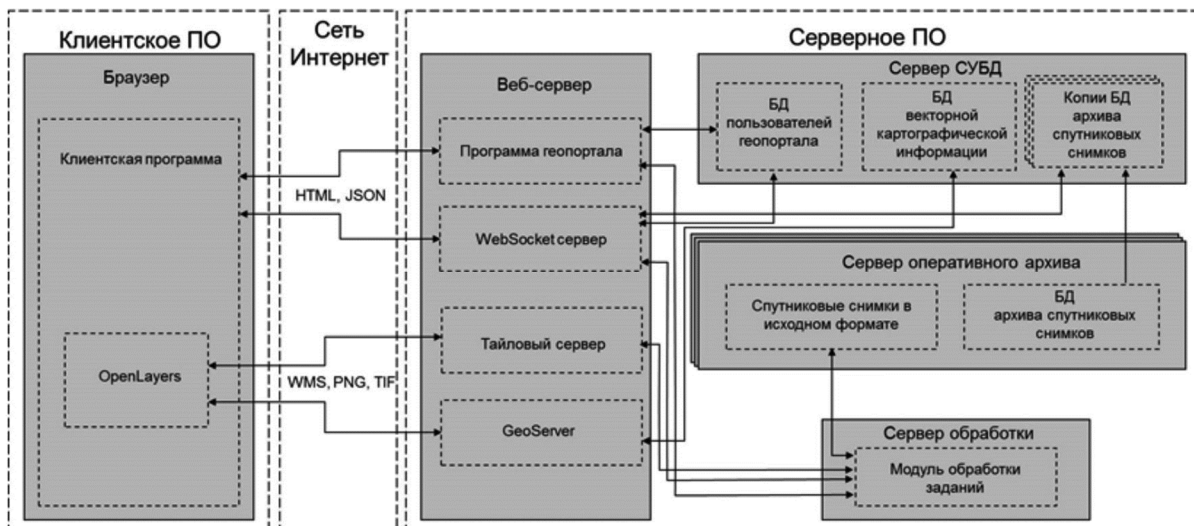 Клиентское ПО
Браузер
Клиентская программа
OpenLayers
Сеть
Интернет
HTML, JSON
WMS, PNG, TIF
Серверное ПО
Веб-сервер
Программа геопортала
WebSocket сервер
Тайловый сервер
GeoServer
Сервер СУБД
БД
пользователей
геопортала
БД
векторной
картографической
информации
Копии БД
архива
спутниковых
снимков
Сервер оперативного архива
Спутниковые снимки в
исходном формате
БД
архива спутниковых
снимков
Сервер обработки
Модуль обработки
заданий